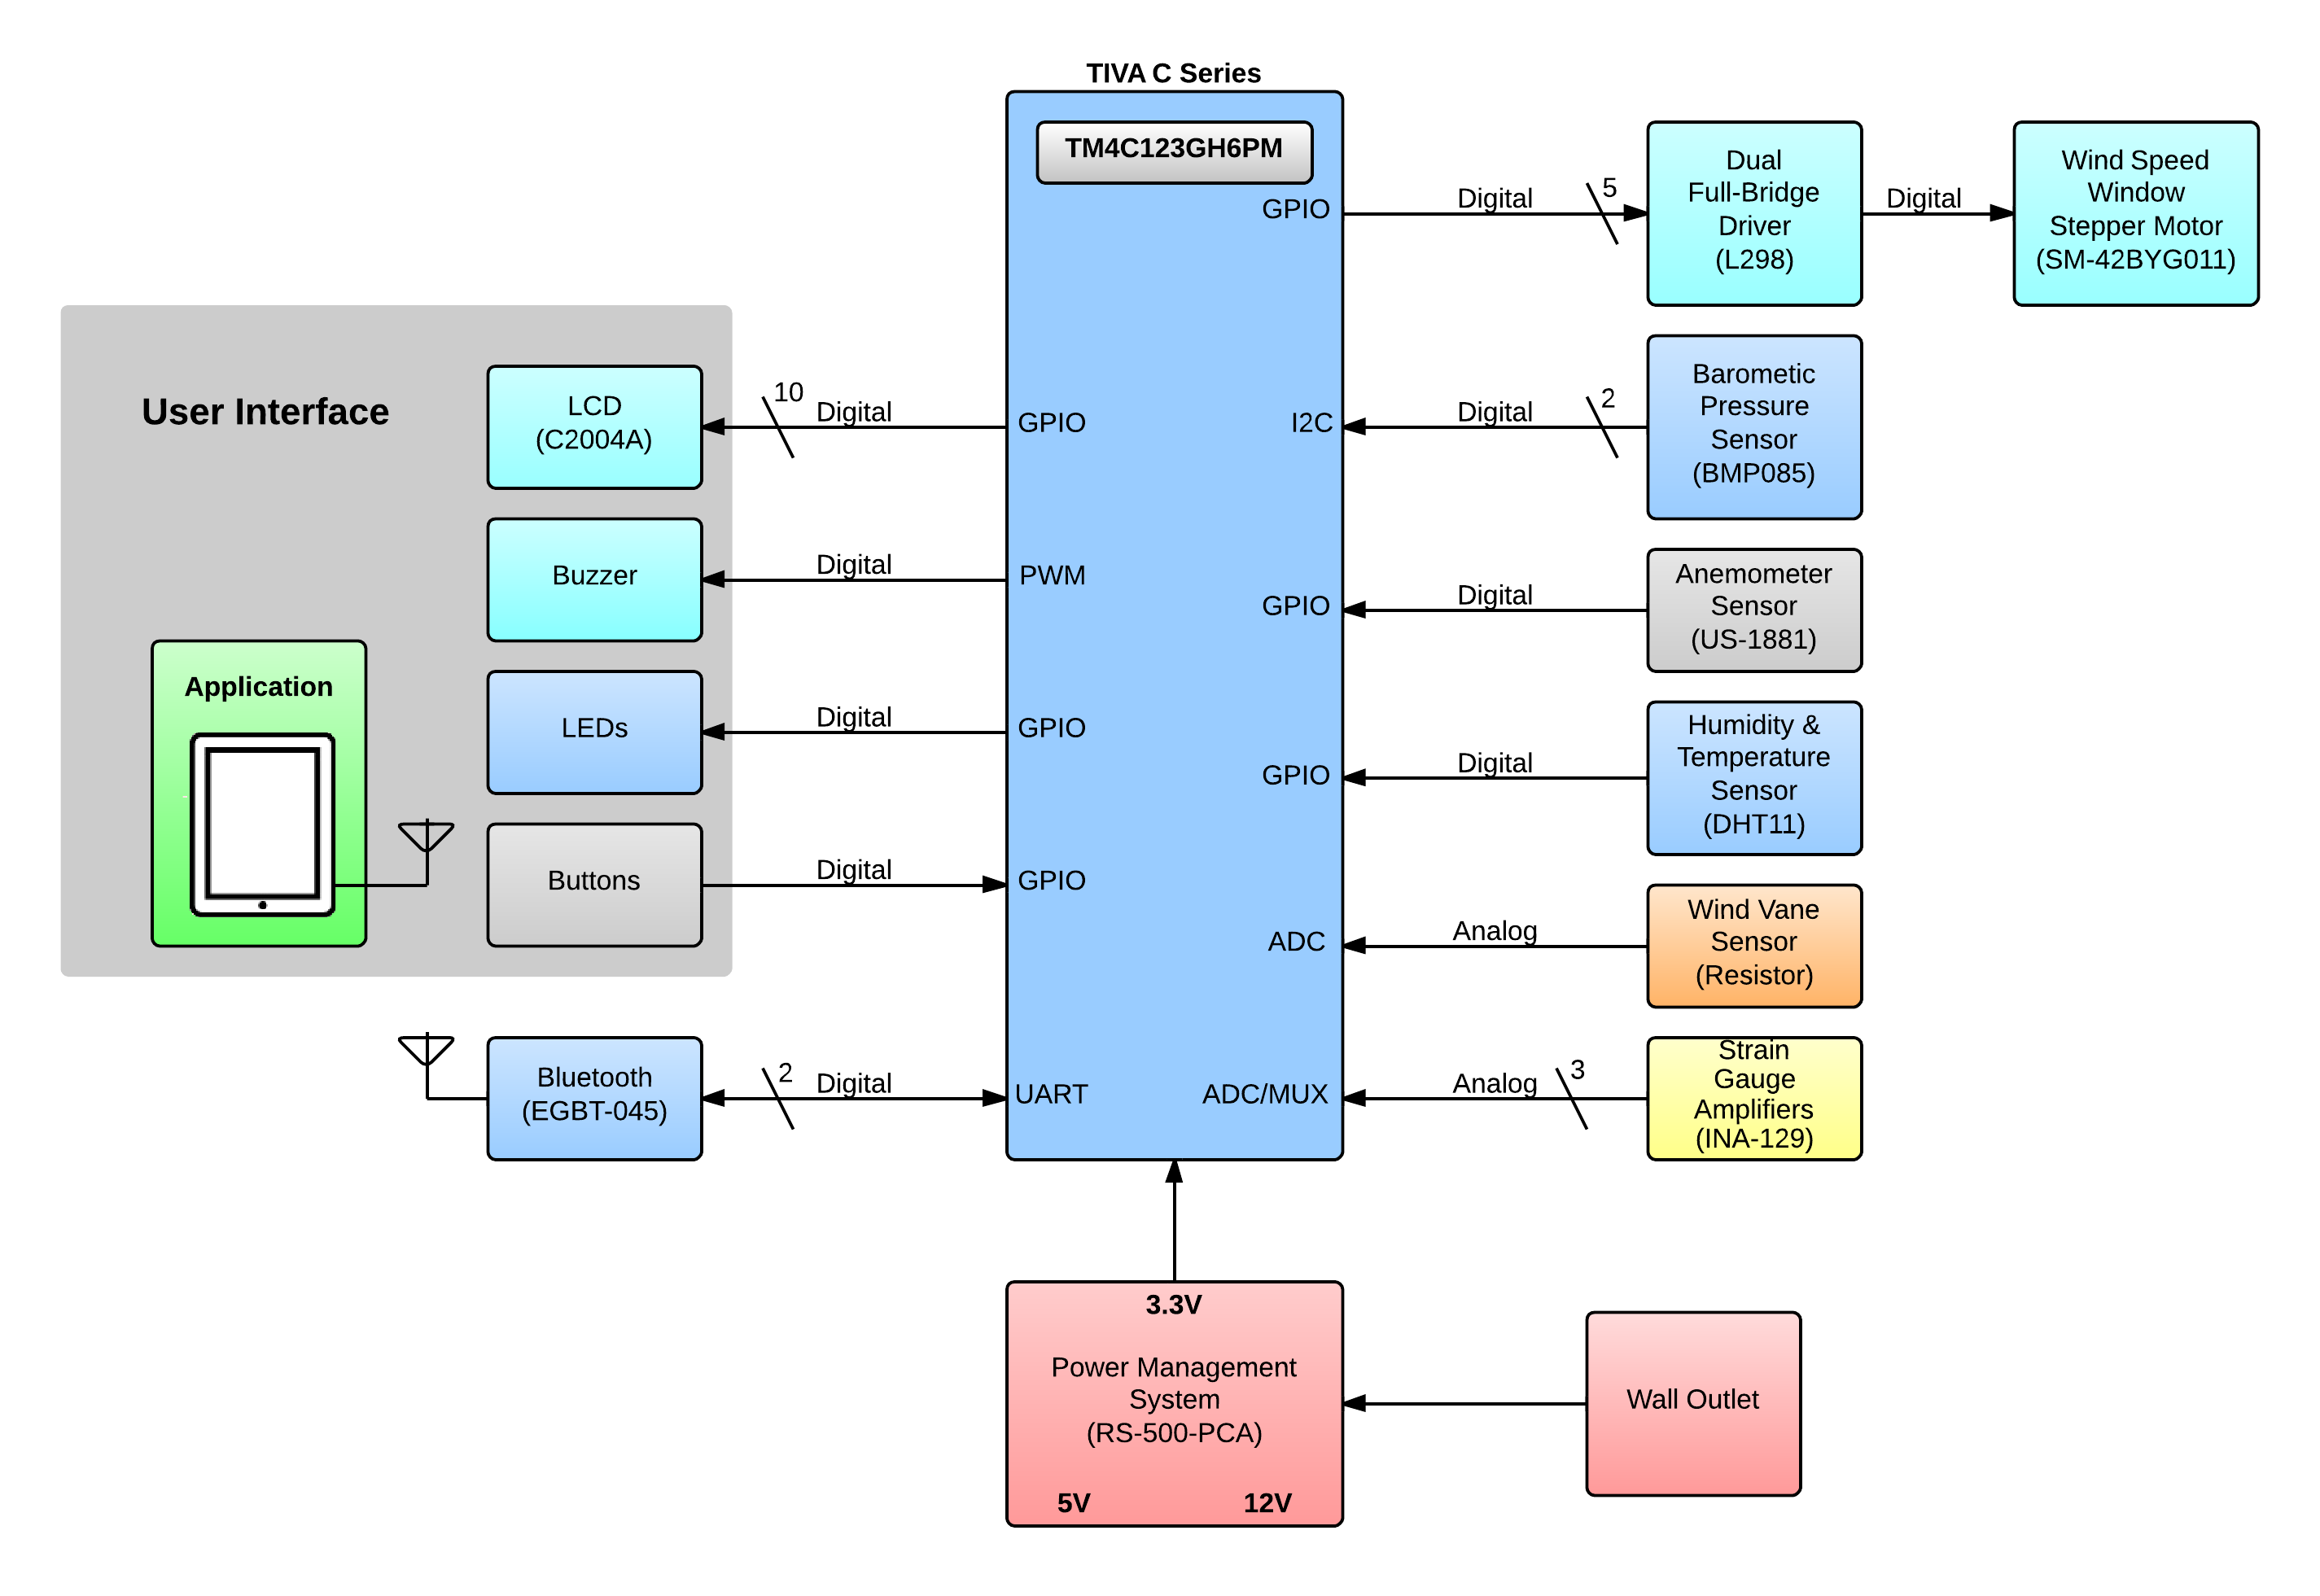 TIVA C Series
TM4C123GH6PM
GPIO
Digital
5
Dual
Full-Bridge
Driver
(L298)
Digital
Wind Speed
Window
Stepper Motor
(SM-42BYG011)
User Interface
LCD
(C2004A)
10
Digital
GPIO
I2C
Digital
2
Barometic
Pressure
Sensor
(BMP085)
Buzzer
Digital
PWM
GPIO
Digital
Anemometer
Sensor
(US-1881)
Application
LEDs
Digital
GPIO
GPIO
Digital
Humidity &
Temperature
Sensor
(DHT11)
Buttons
Digital
GPIO
ADC
Analog
Wind Vane
Sensor
(Resistor)
Bluetooth
(EGBT-045)
2
Digital
UART
ADC/MUX
Analog
3
Strain
Gauge
Amplifiers
(INA-129)
3.3V
Power Management
System
(RS-500-PCA)
5V
12V
Wall Outlet